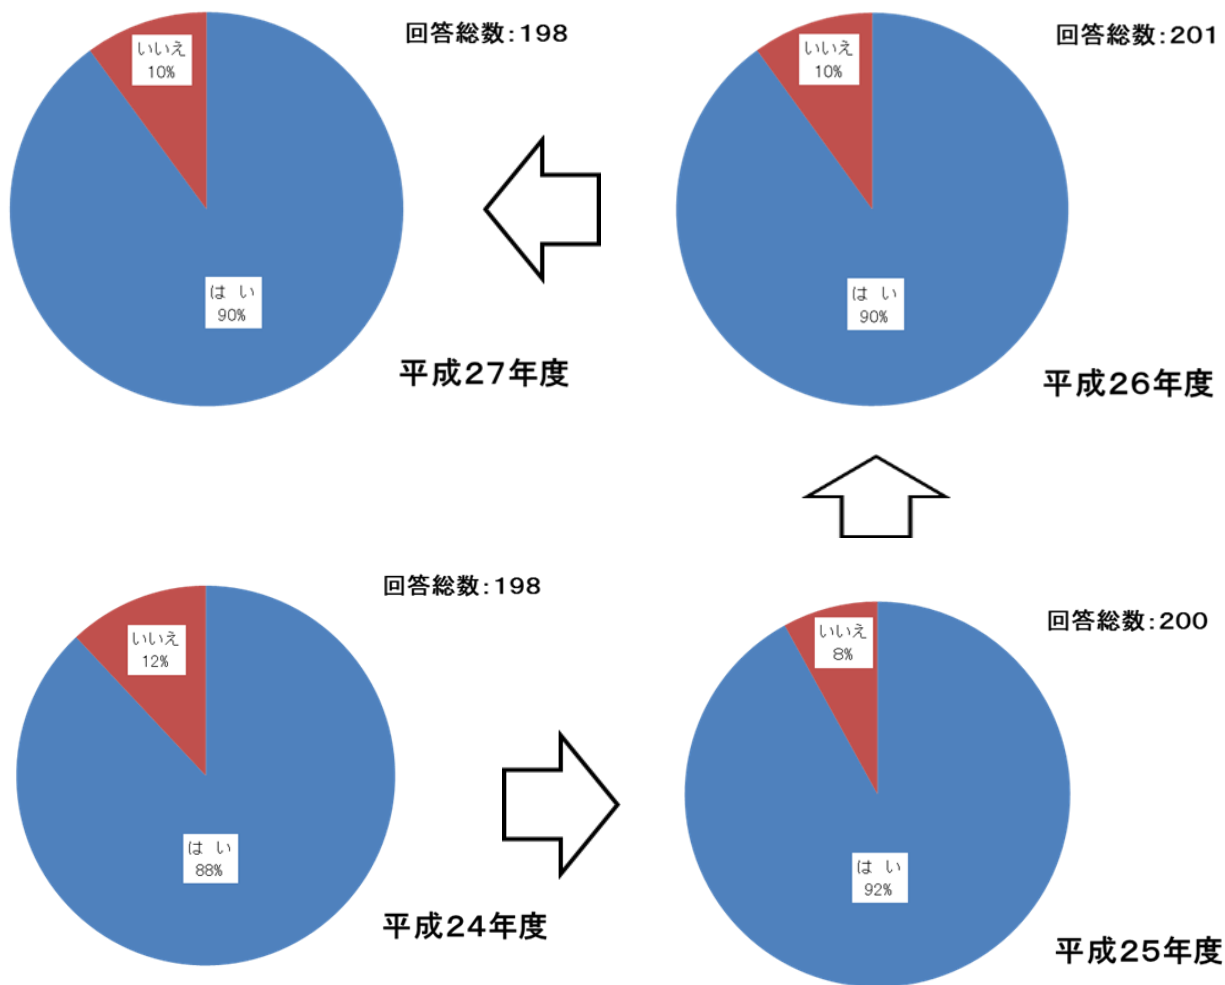 回答総数:198
いいえ
10%
はい
90%
平成27年度
回答総数:201
いいえ
10%
はい
90%
平成26年度
回答総数:198
いいえ
12%
はい
88%
平成24年度
回答総数:200
いいえ
8%
はい
92%
平成25年度